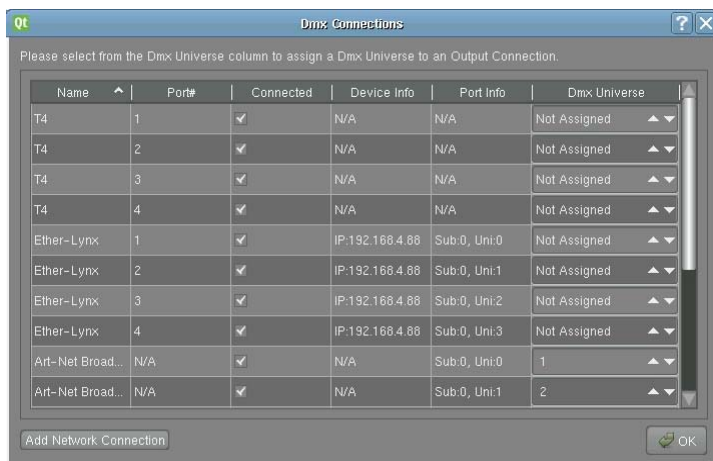 Qt Dmx Connections ?
Please select from the Dmx Universe column to assign a Dmx Universe to an Output Connection.
Name Port# Connected Device Info Port Info Dmx Universe
T4 1 N/A N/A Not Assigned
T4 2 N/A N/A Not Assigned
T4 3 N/A N/A Not Assigned
T4 4 N/A N/A Not Assigned
Ether-Lynx 1 IP:192.168.4.88 Sub:0, Uni:0 Not Assigned
Ether-Lynx 2 IP:192.168.4.88 Sub:0, Uni:1 Not Assigned
Ether-Lynx 3 IP:192.168.4.88 Sub:0, Uni:2 Not Assigned
Ether-Lynx 4 IP:192.168.4.88 Sub:0, Uni:3 Not Assigned
Art-Net Broad... N/A N/A Sub:0, Uni:0 1
Art-Net Broad... N/A N/A Sub:0, Uni:1 2
Add Network Connection OK